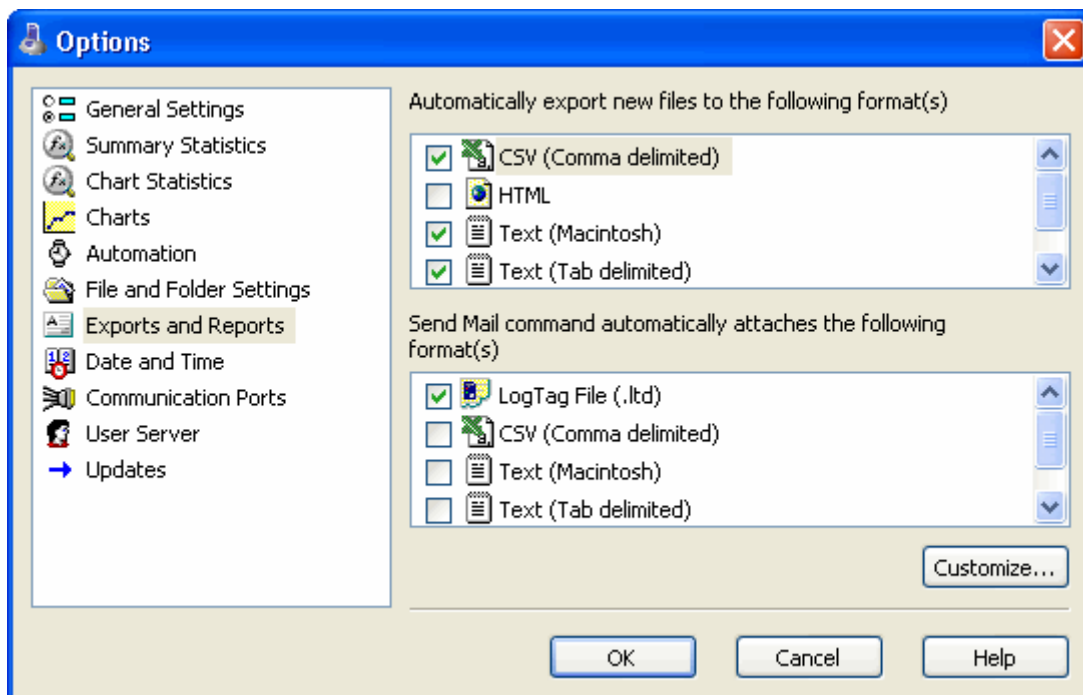 Options
General Settings
Summary Statistics
Chart Statistics
Charts
Automation
File and Folder Settings
Exports and Reports
Date and Time
Communication Ports
User Server
Updates
Automatically export new files to the following format(s)
CSV (Comma delimited)
HTML
Text (Macintosh)
Text (Tab delimited)
Send Mail command automatically attaches the following
format(s)
LogTag File (.ltd)
CSV (Comma delimited)
Text (Macintosh)
Text (Tab delimited)
Customize...
OK
Cancel
Help